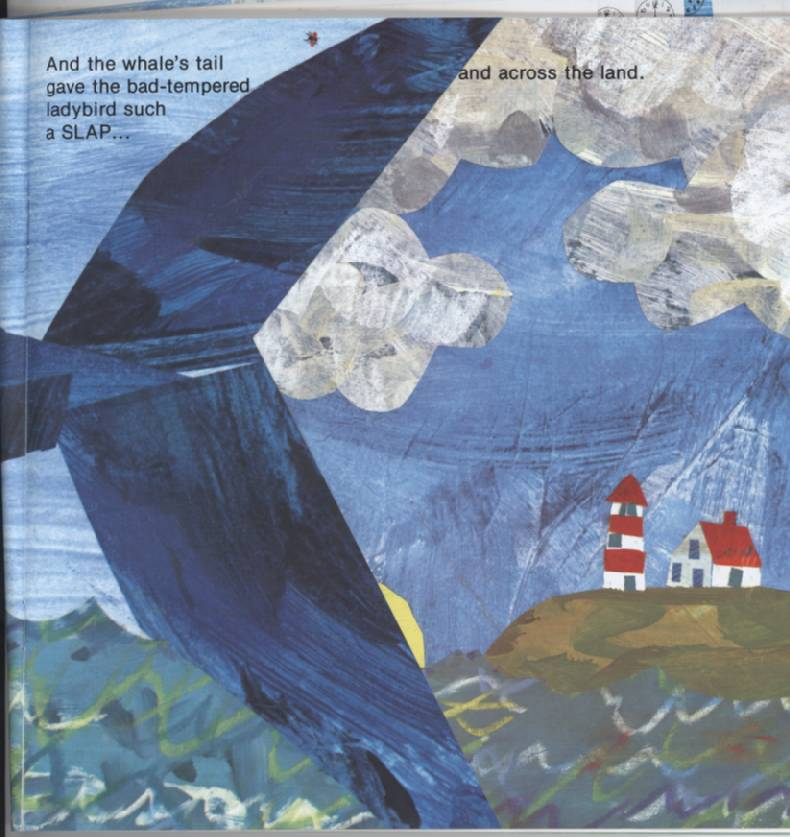 And the whale's tail
gave the bad-tempered
ladybird such
a SLAP...
and across the land.